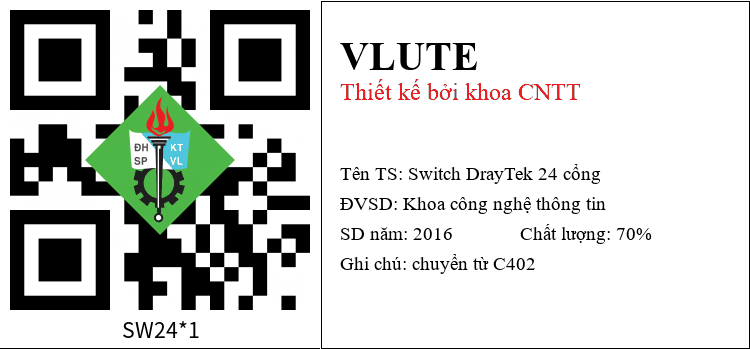 ĐH KT
SP VL
SW24*1
VLUTE
Thiết kế bởi khoa CNTT
Tên TS: Switch DrayTek 24 cổng
ĐVSD: Khoa công nghệ thông tin
SD năm: 2016 Chất lượng: 70%
Ghi chú: chuyển từ C402